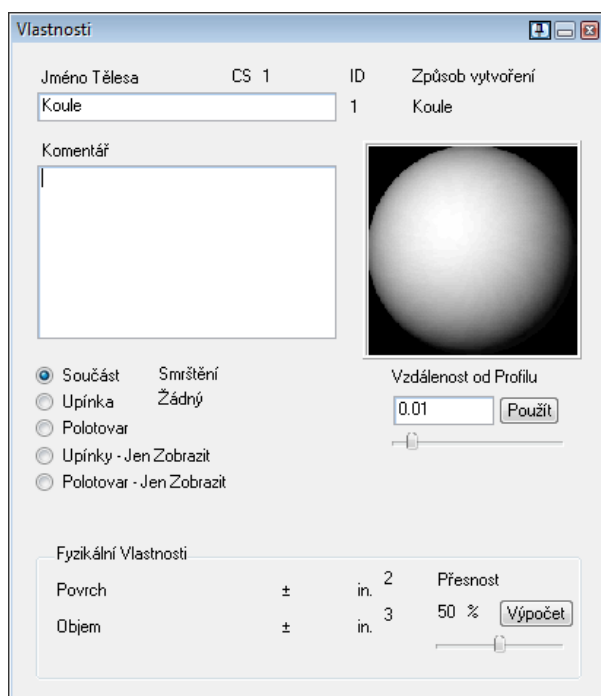 Vlastnosti
Jméno Tělesa CS 1 ID Způsob vytvoření
Koule 1 Koule
Komentář
Součást Smrštění
Upínka Žádný
Polotovar
Upínky - Jen Zobrazit
Polotovar - Jen Zobrazit
Vzdálenost od Profilu
0.01 Použít
Fyzikální Vlastnosti
Povrch ± in. 2
Objem ± in. 3
Přesnost
50 % Výpočet